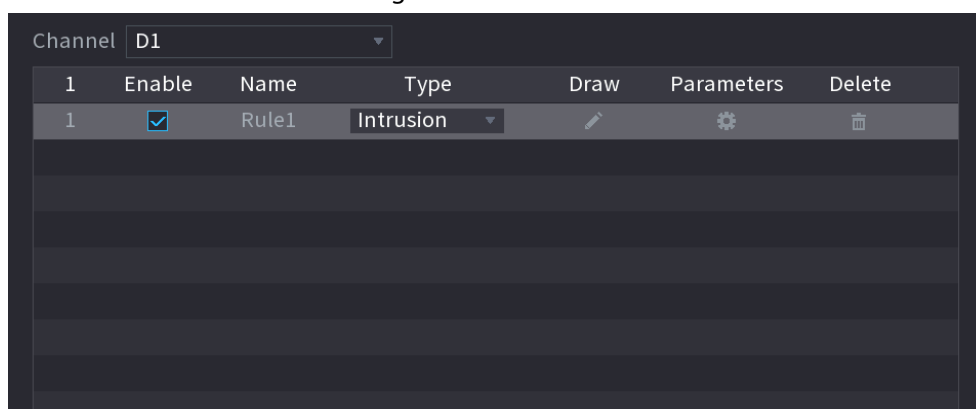 Channel D1
1 Enable Name Type Draw Parameters Delete
1 Rule1 Intrusion